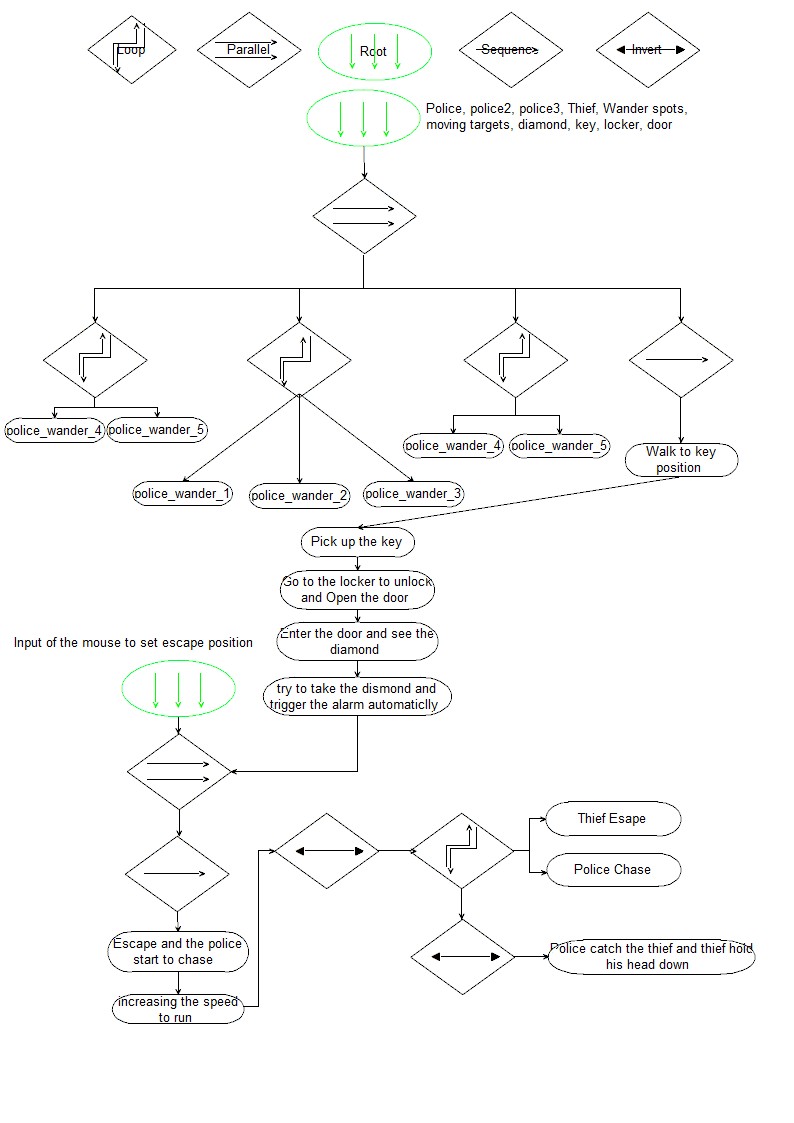 Loop
Parallel
Root
Sequenc
Invert
Police, police2, police3, Thief, Wander spots,
moving targets, diamond, key, locker, door
police_wander_4
police_wander_5
police_wander_4
police_wander_5
Walk to key
position
police_wander_1
police_wander_2
police_wander_3
Pick up the key
Go to the locker to unlock
and Open the door
Enter the door and see the
diamond
Input of the mouse to set escape position
try to take the dismond and
trigger the alarm automaticlly
Thief Esape
Police Chase
Escape and the police
start to chase
Police catch the thief and thief hold
his head down
increasing the speed
to run